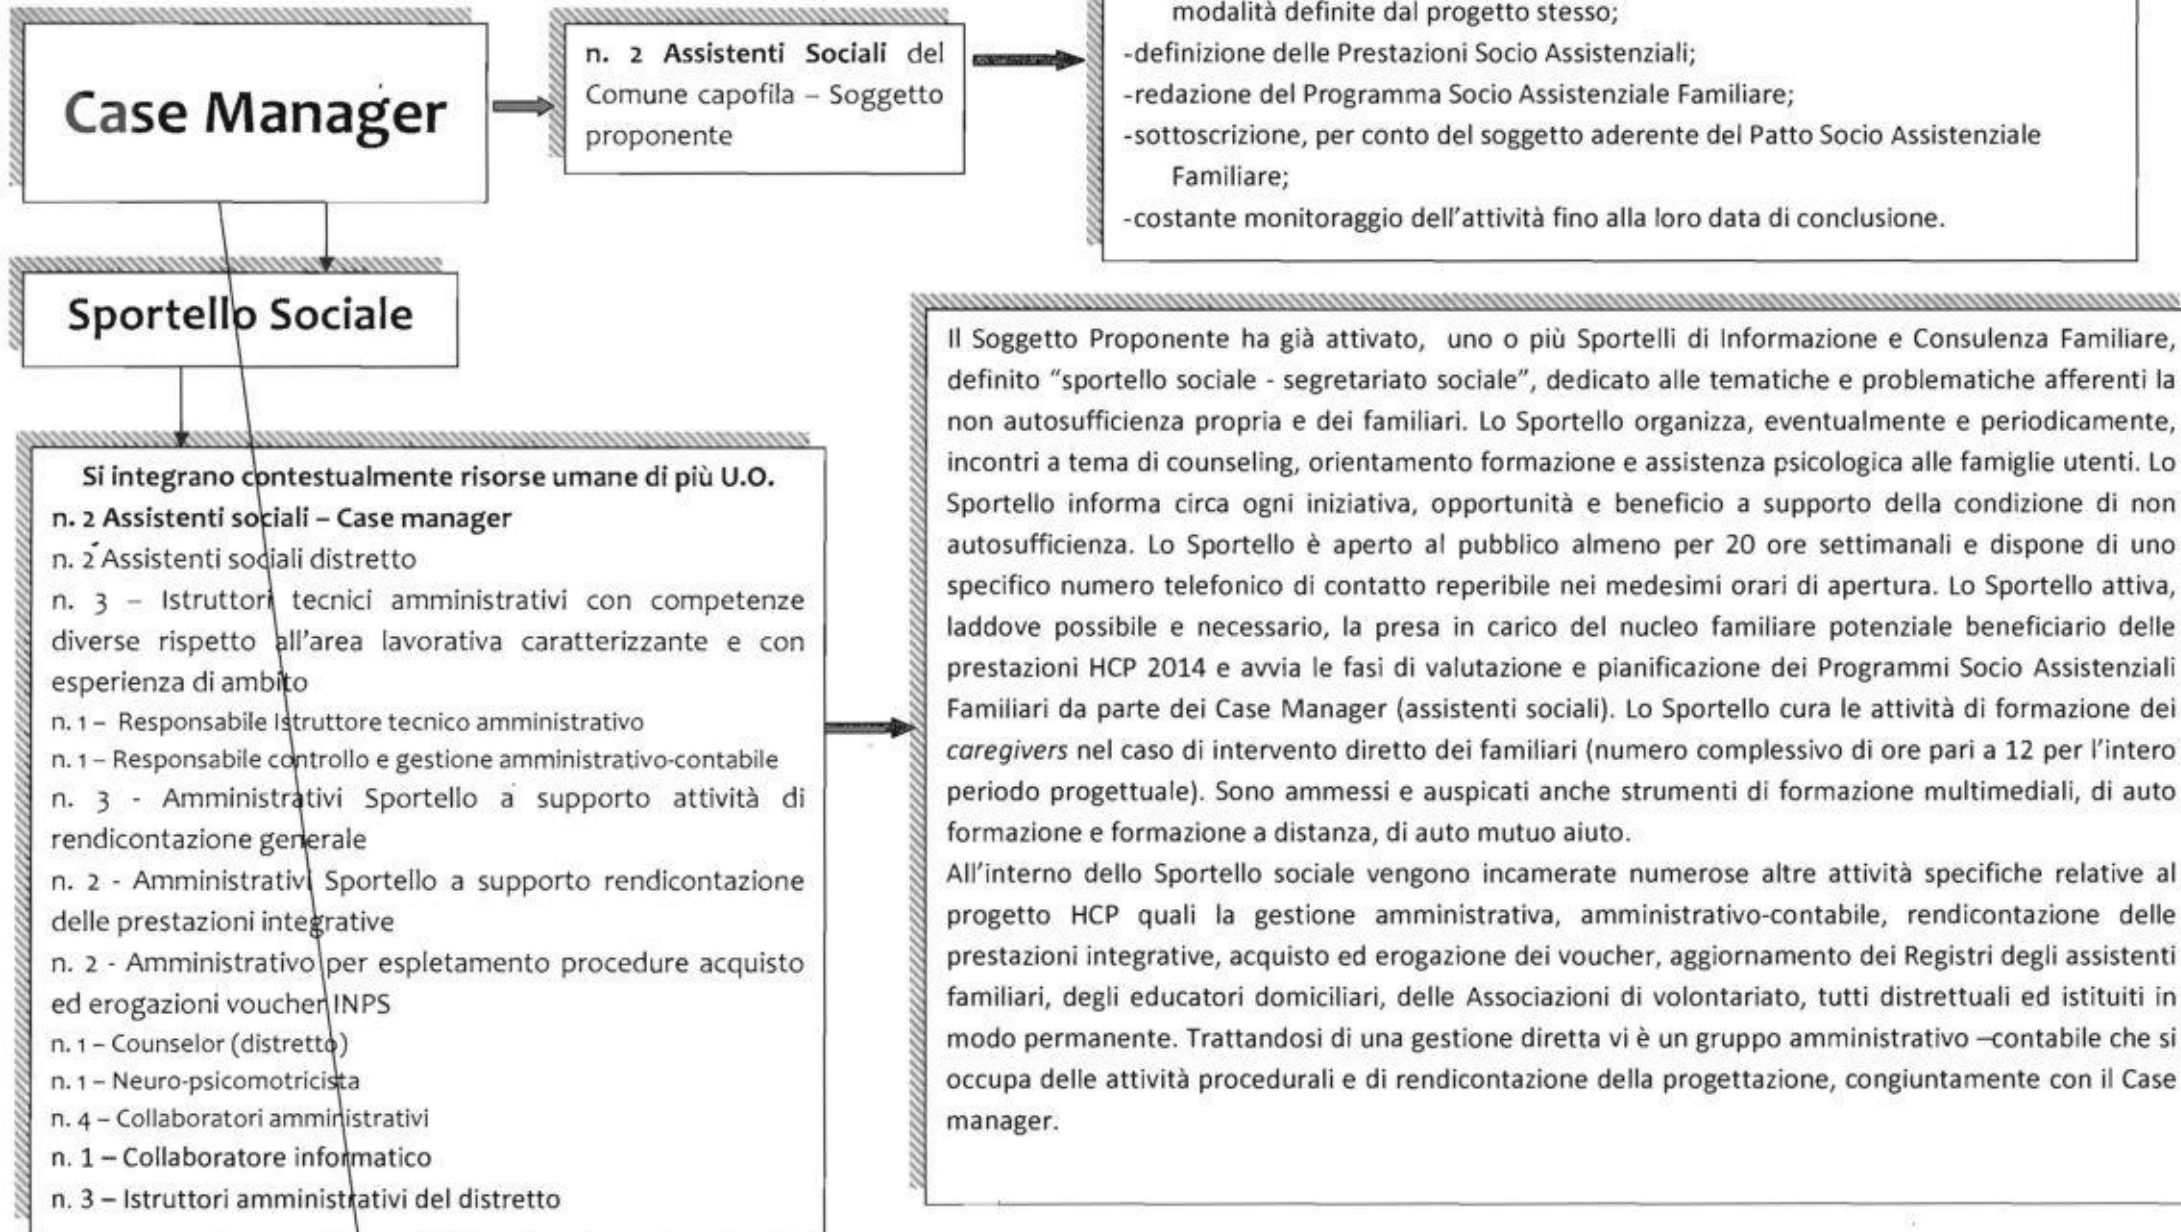 Case Manager
n. 2 Assistenti Sociali del
Comune capofila – Soggetto
proponente
modalità definite dal progetto stesso;
-definizione delle Prestazioni Socio Assistenziali;
-redazione del Programma Socio Assistenziale Familiare;
-sottoscrizione, per conto del soggetto aderente del Patto Socio Assistenziale
Familiare;
-costante monitoraggio dell'attività fino alla loro data di conclusione.
Sportello Sociale
Si integrano contestualmente risorse umane di più U.O.
n. 2 Assistenti sociali – Case manager
n. 2 Assistenti sociali distretto
n. 3 – Istruttori tecnici amministrativi con competenze
diverse rispetto all'area lavorativa caratterizzante e con
esperienza di ambito
n. 1 – Responsabile Istruttore tecnico amministrativo
n. 1 – Responsabile controllo e gestione amministrativo-contabile
n. 3 - Amministrativi Sportello a supporto attività di
rendicontazione generale
n. 2 - Amministrativi Sportello a supporto rendicontazione
delle prestazioni integrative
n. 2 - Amministrativo per espletamento procedure acquisto
ed erogazioni voucher INPS
n. 1 – Counselor (distretto)
n. 1 – Neuro-psicomotricista
n. 4 – Collaboratori amministrativi
n. 1 – Collaboratore informatico
n. 3 – Istruttori amministrativi del distretto
Il Soggetto Proponente ha già attivato, uno o più Sportelli di Informazione e Consulenza Familiare,
definito "sportello sociale - segretariato sociale", dedicato alle tematiche e problematiche afferenti la
non autosufficienza propria e dei familiari. Lo Sportello organizza, eventualmente e periodicamente,
incontri a tema di counseling, orientamento formazione e assistenza psicologica alle famiglie utenti. Lo
Sportello informa circa ogni iniziativa, opportunità e beneficio a supporto della condizione di non
autosufficienza. Lo Sportello è aperto al pubblico almeno per 20 ore settimanali e dispone di uno
specifico numero telefonico di contatto reperibile nei medesimi orari di apertura. Lo Sportello attiva,
laddove possibile e necessario, la presa in carico del nucleo familiare potenziale beneficiario delle
prestazioni HCP 2014 e avvia le fasi di valutazione e pianificazione dei Programmi Socio Assistenziali
Familiari da parte dei Case Manager (assistenti sociali). Lo Sportello cura le attività di formazione dei
caregivers nel caso di intervento diretto dei familiari (numero complessivo di ore pari a 12 per l'intero
periodo progettuale). Sono ammessi e auspicati anche strumenti di formazione multimediali, di auto
formazione e formazione a distanza, di auto mutuo aiuto.
All'interno dello Sportello sociale vengono incamerate numerose altre attività specifiche relative al
progetto HCP quali la gestione amministrativa, amministrativo-contabile, rendicontazione delle
prestazioni integrative, acquisto ed erogazione dei voucher, aggiornamento dei Registri degli assistenti
familiari, degli educatori domiciliari, delle Associazioni di volontariato, tutti distrettuali ed istituiti in
modo permanente. Trattandosi di una gestione diretta vi è un gruppo amministrativo –contabile che si
occupa delle attività procedurali e di rendicontazione della progettazione, congiuntamente con il Case
manager.